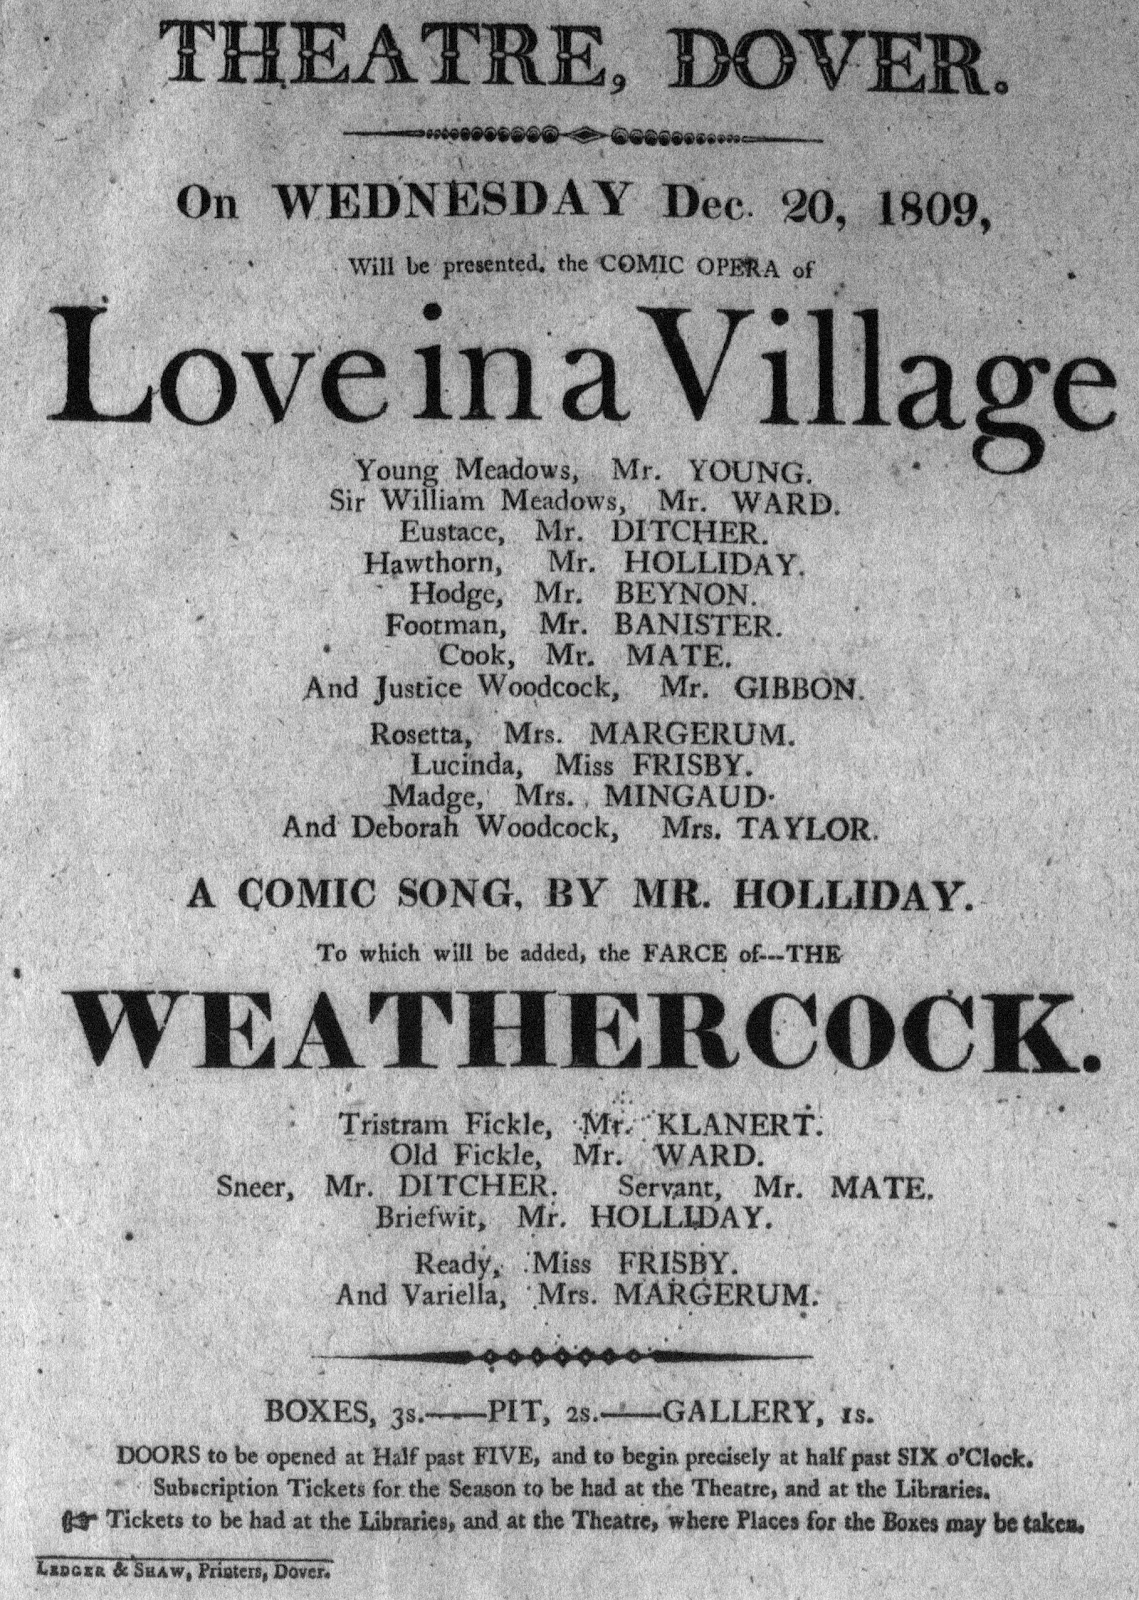 THEATRE, DOVER.
On WEDNESDAY Dec. 20, 1809,
Will be presented, the COMIC OPERA of
Love in a Village
Young Meadows, Mr. YOUNG.
Sir William Meadows, Mr. WARD.
Eustace, Mr. DITCHER.
Hawthorn, Mr. HOLLIDAY.
Hodge, Mr. BEYNON.
Footman, Mr. BANISTER.
Cook, Mr. MATE.
And Justice Woodcock, Mr. GIBBON.
Rosetta, Mrs. MARGERUM.
Lucinda, Miss FRISBY.
Madge, Mrs. MINGAUD.
And Deborah Woodcock, Mrs. TAYLOR.
A COMIC SONG, BY MR. HOLLIDAY.
To which will be added, the FARCE of---THE
WEATHERCOCK.
Tristram Fickle, Mr. KLANERT.
Old Fickle, Mr. WARD.
Sneer, Mr. DITCHER. Servant, Mr. MATE.
Briefwit, Mr. HOLLIDAY.
Ready, Miss FRISBY.
And Variella, Mrs. MARGERUM.
BOXES, 3s.——PIT, 2s.——GALLERY, 1s.
DOORS to be opened at Half past FIVE, and to begin precisely at half past SIX o'Clock.
Subscription Tickets for the Season to be had at the Theatre, and at the Libraries.
☞ Tickets to be had at the Libraries, and at the Theatre, where Places for the Boxes may be taken.
LEDGER & SHAW, Printers, Dover.